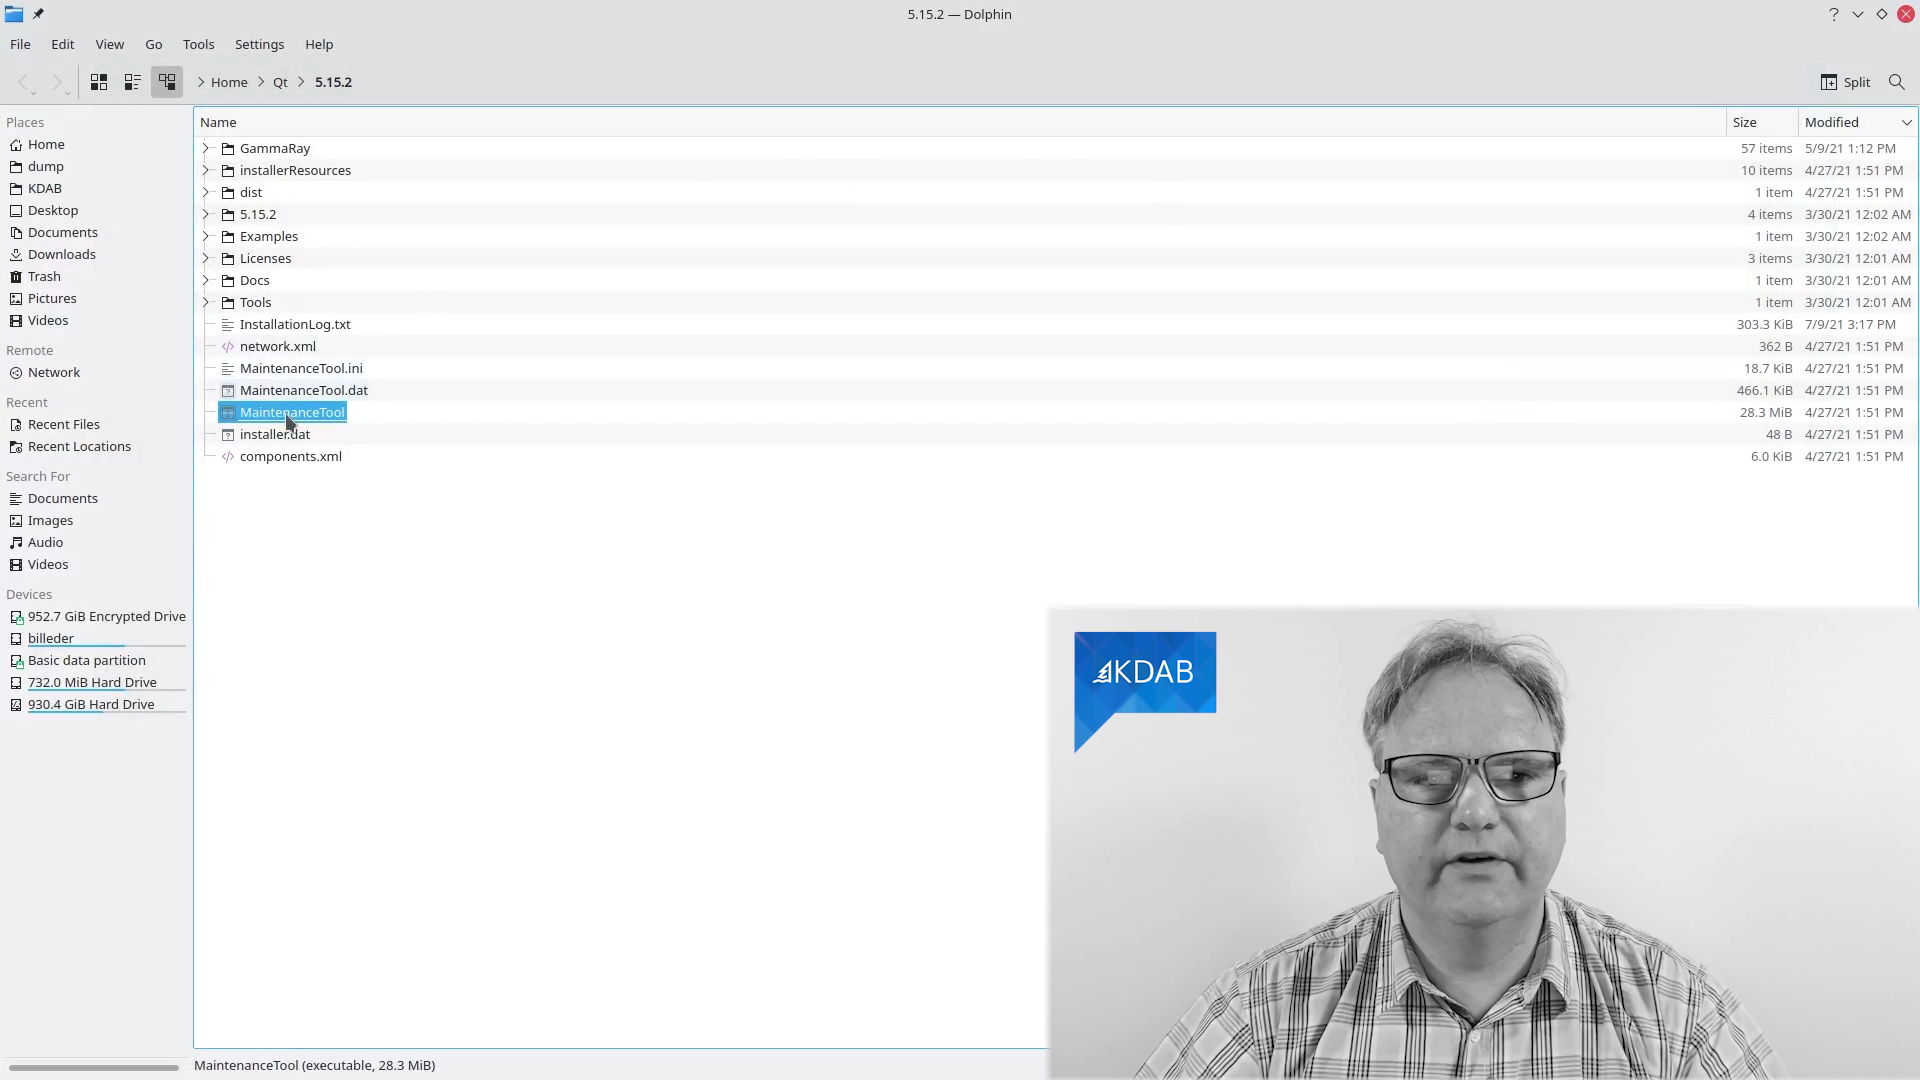 5.15.2 — Dolphin
File Edit View Go Tools Settings Help
Home Qt 5.15.2 Split
Places
Home
dump
KDAB
Desktop
Documents
Downloads
Trash
Pictures
Videos
Remote
Network
Recent
Recent Files
Recent Locations
Search For
Documents
Images
Audio
Videos
Devices
952.7 GiB Encrypted Drive
billeder
Basic data partition
732.0 MiB Hard Drive
930.4 GiB Hard Drive
Name Size Modified
GammaRay 57 items 5/9/21 1:12 PM
installerResources 10 items 4/27/21 1:51 PM
dist 1 item 4/27/21 1:51 PM
5.15.2 4 items 3/30/21 12:02 AM
Examples 1 item 3/30/21 12:02 AM
Licenses 3 items 3/30/21 12:01 AM
Docs 1 item 3/30/21 12:01 AM
Tools 1 item 3/30/21 12:01 AM
InstallationLog.txt 303.3 KiB 7/9/21 3:17 PM
network.xml 362 B 4/27/21 1:51 PM
MaintenanceTool.ini 18.7 KiB 4/27/21 1:51 PM
MaintenanceTool.dat 466.1 KiB 4/27/21 1:51 PM
MaintenanceTool 28.3 MiB 4/27/21 1:51 PM
installer.dat 48 B 4/27/21 1:51 PM
components.xml 6.0 KiB 4/27/21 1:51 PM
KDAB
MaintenanceTool (executable, 28.3 MiB)